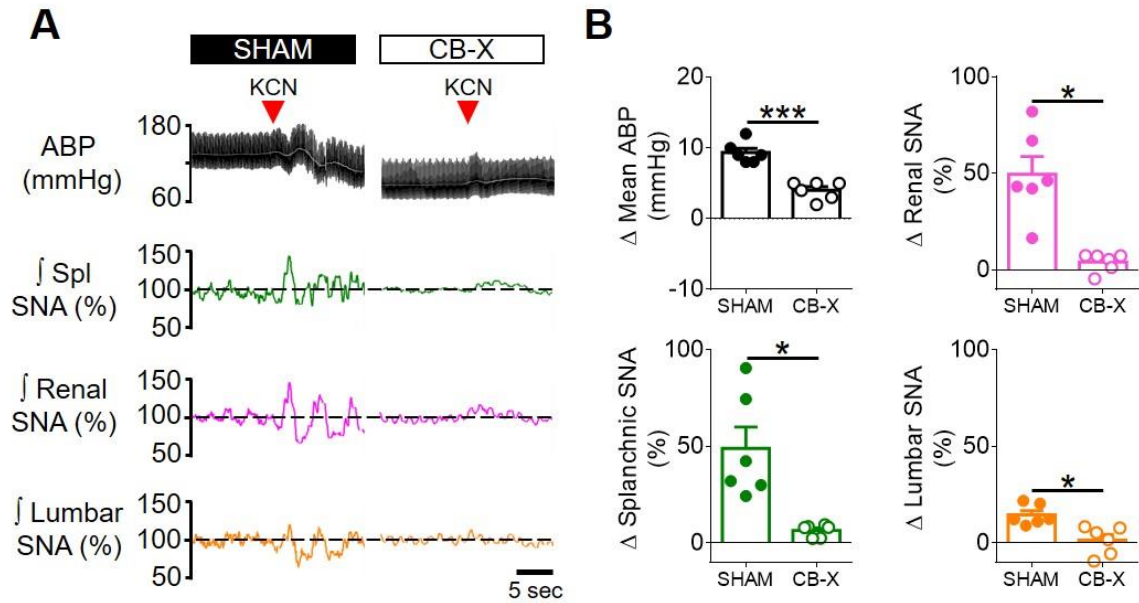 A
SHAM
CB-X
KCN
KCN
ABP
(mmHg)
180
60
∫ Spl
SNA (%)
150
100
50
∫ Renal
SNA (%)
150
100
50
∫ Lumbar
SNA (%)
150
100
50
5 sec
B
Δ Mean ABP
(mmHg)
20
10
0
-10
***
SHAM
CB-X
Δ Renal SNA
(%)
100
50
0
*
SHAM
CB-X
Δ Splanchnic SNA
(%)
100
50
0
*
SHAM
CB-X
Δ Lumbar SNA
(%)
100
50
0
*
SHAM
CB-X